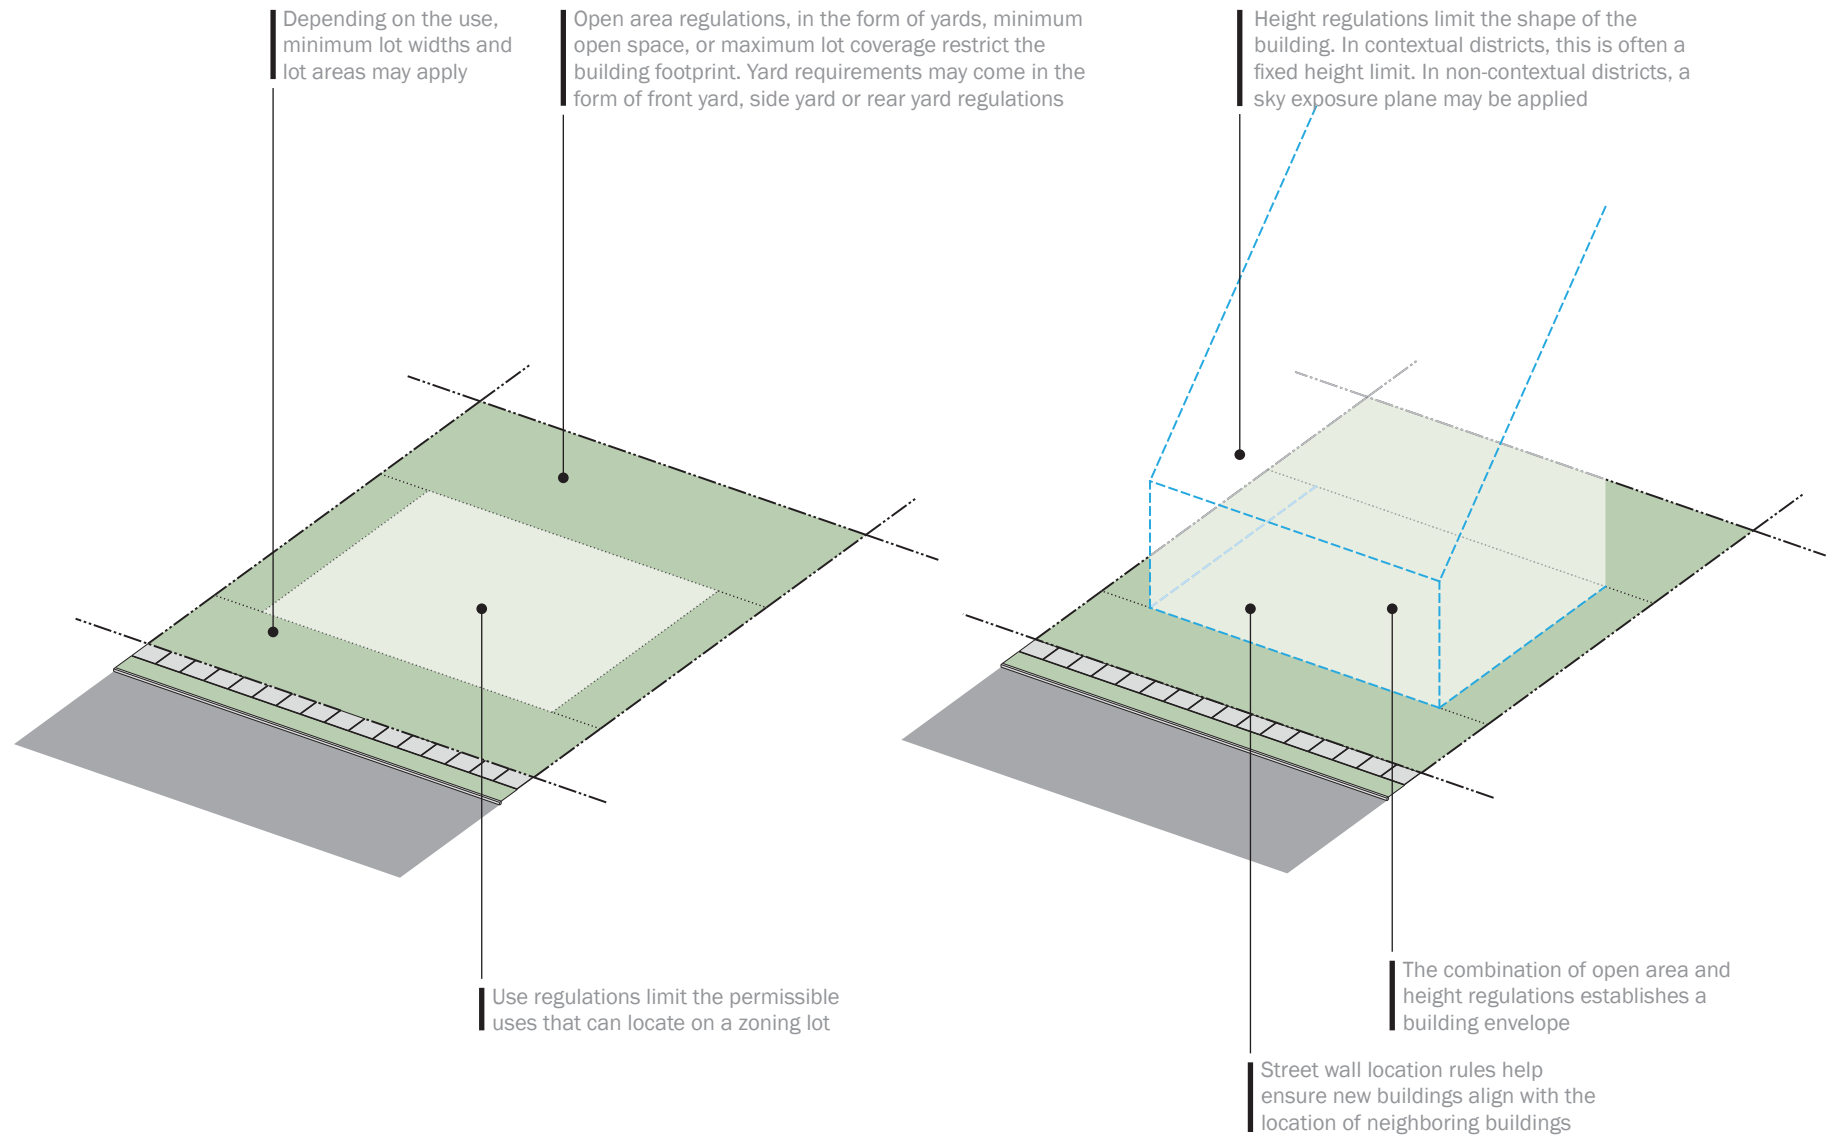 Depending on the use,
minimum lot widths and
lot areas may apply
Open area regulations, in the form of yards, minimum
open space, or maximum lot coverage restrict the
building footprint. Yard requirements may come in the
form of front yard, side yard or rear yard regulations
Height regulations limit the shape of the
building. In contextual districts, this is often a
fixed height limit. In non-contextual districts, a
sky exposure plane may be applied
Use regulations limit the permissible
uses that can locate on a zoning lot
The combination of open area and
height regulations establishes a
building envelope
Street wall location rules help
ensure new buildings align with the
location of neighboring buildings